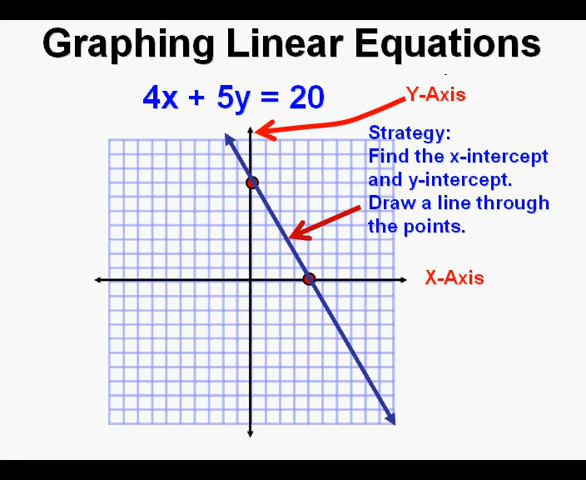 Graphing Linear Equations
4x + 5y = 20
Y-Axis
Strategy:
Find the x-intercept
and y-intercept.
Draw a line through
the points.
X-Axis